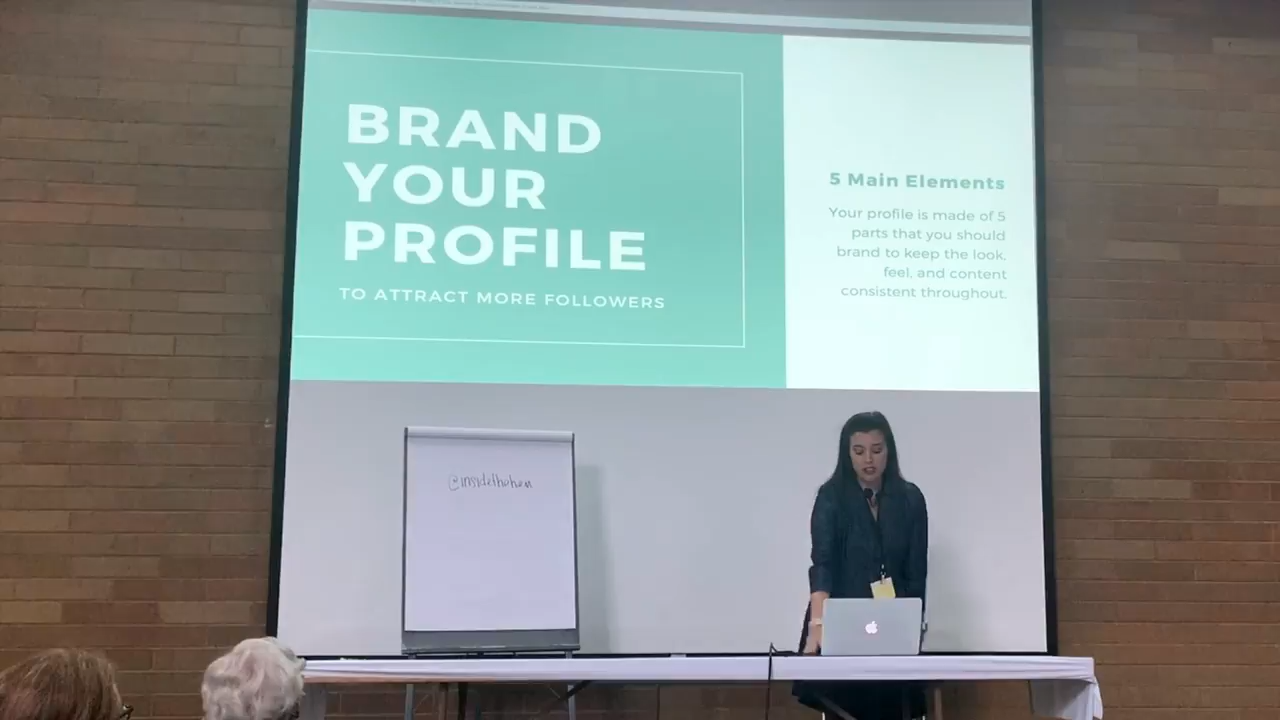 BRAND
YOUR
PROFILE
TO ATTRACT MORE FOLLOWERS
5 Main Elements
Your profile is made of 5
parts that you should
brand to keep the look,
feel, and content
consistent throughout.